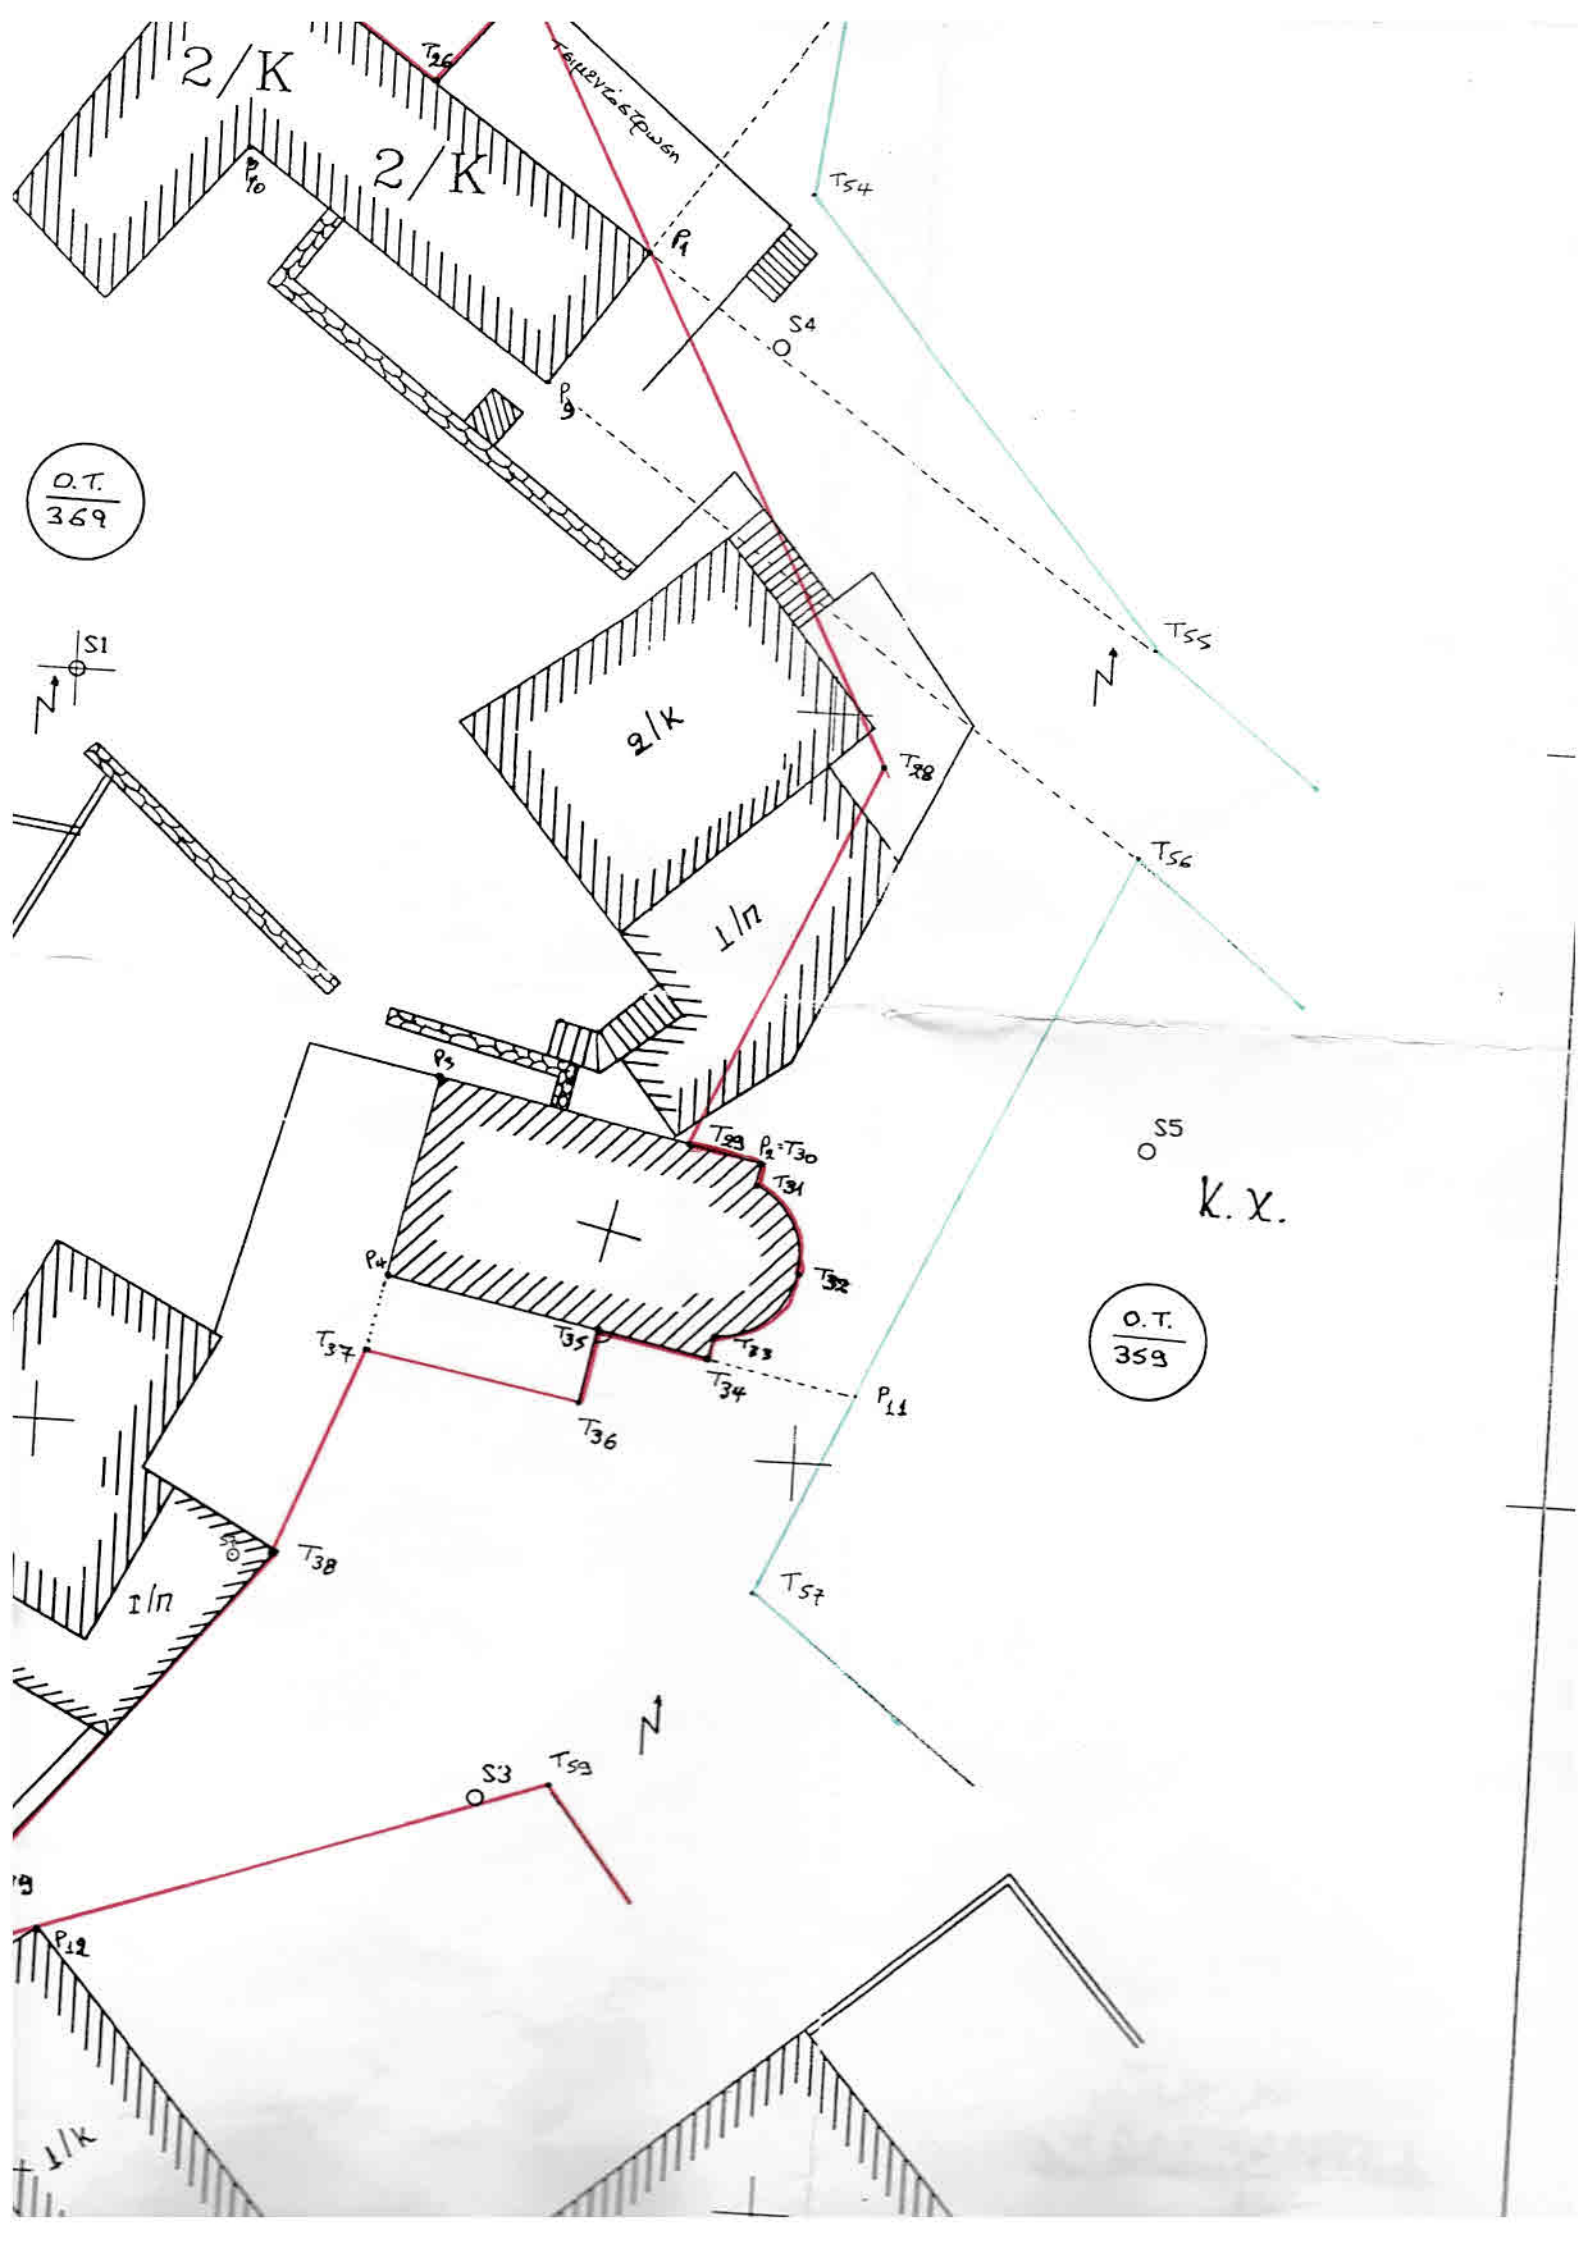 2/K
T26
τσιμεντόστρωση
2/K
P10
T54
P1
S4
P9
Ο.Τ.
369
T55
S1
2/K
T28
T56
1/Π
P3
T29 P2=T30
T31
S5
Κ.Χ.
P4
T32
T35
T33
T37
Ο.Τ.
359
T34
P11
T36
T38
T57
1/Π
S3
T59
P12
1/K